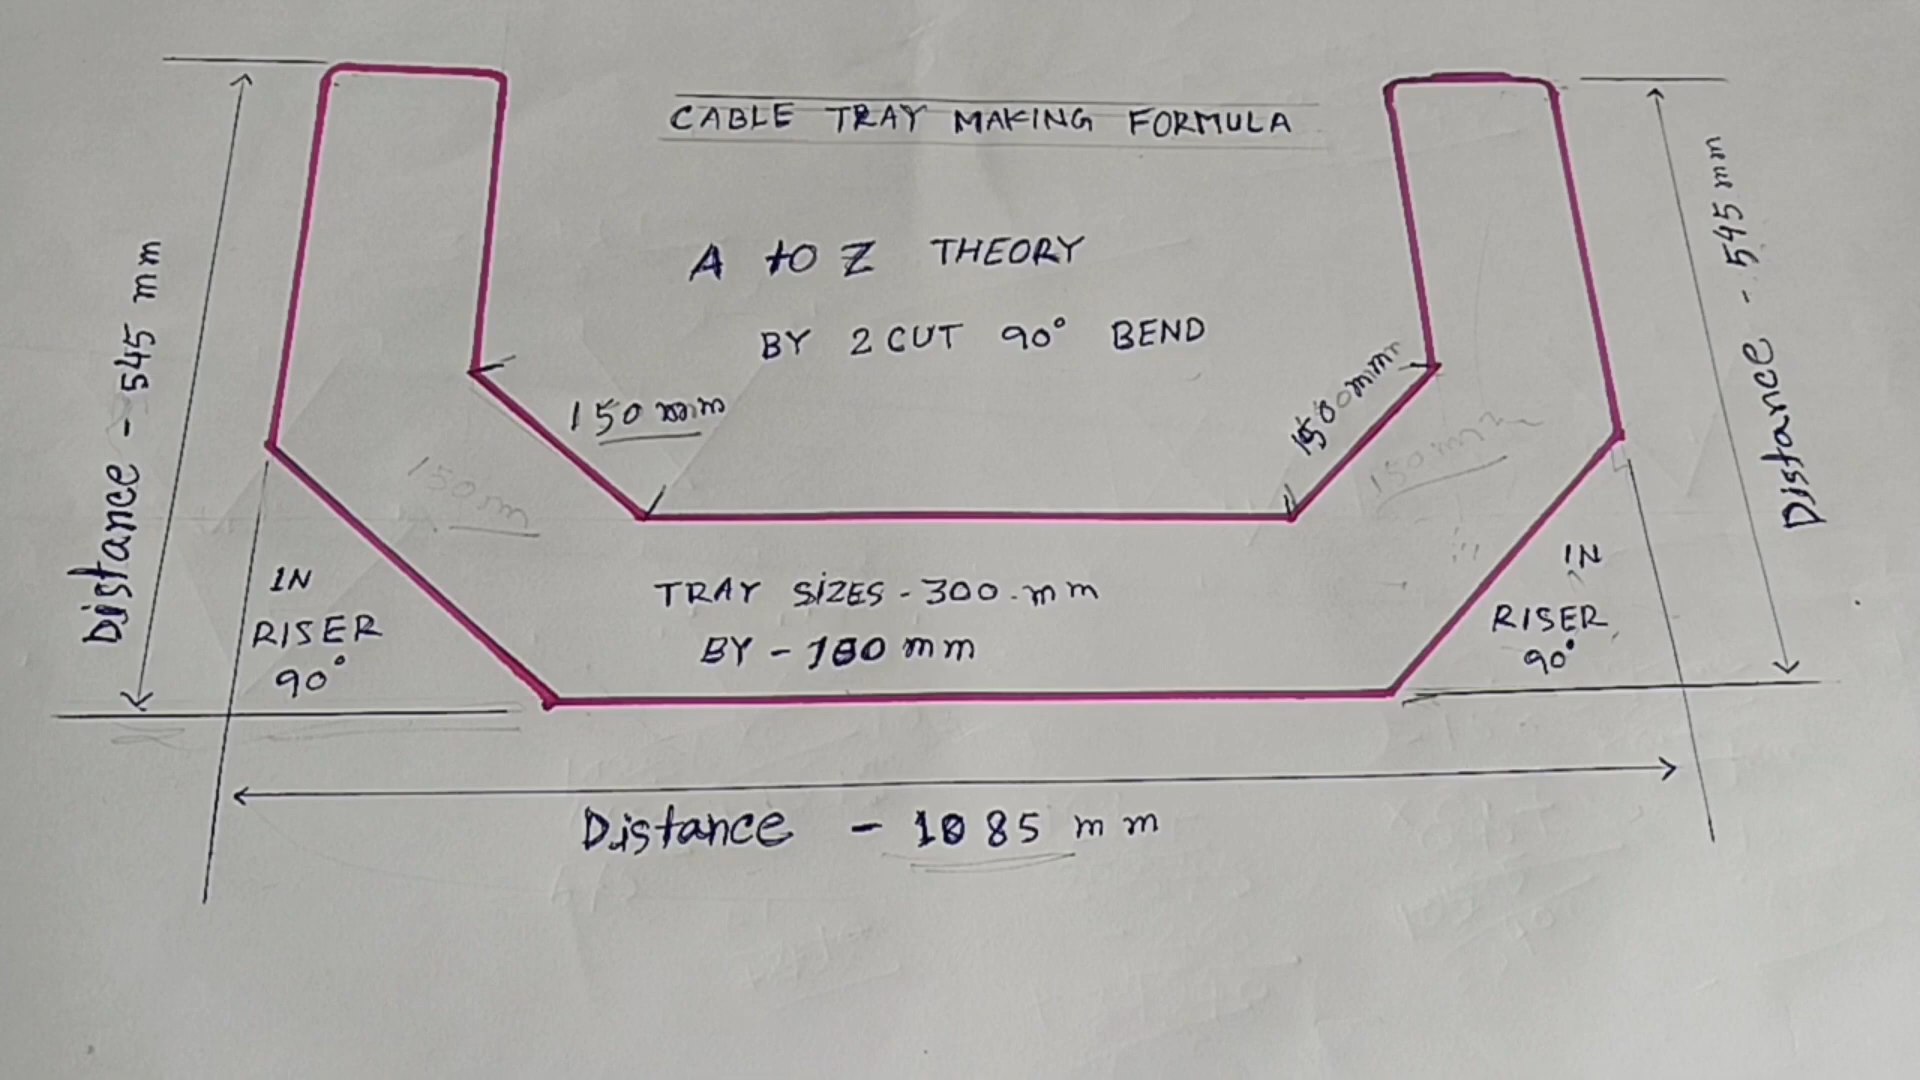 CABLE TRAY MAKING FORMULA
A to Z THEORY
BY 2 CUT 90° BEND
Distance - 545 mm
150 mm
150 mm
Distance - 545 mm
150 m
150 mm
IN
RISER
90°
TRAY SIZES - 300 mm
BY - 100 mm
IN
RISER
90°
Distance - 1085 mm